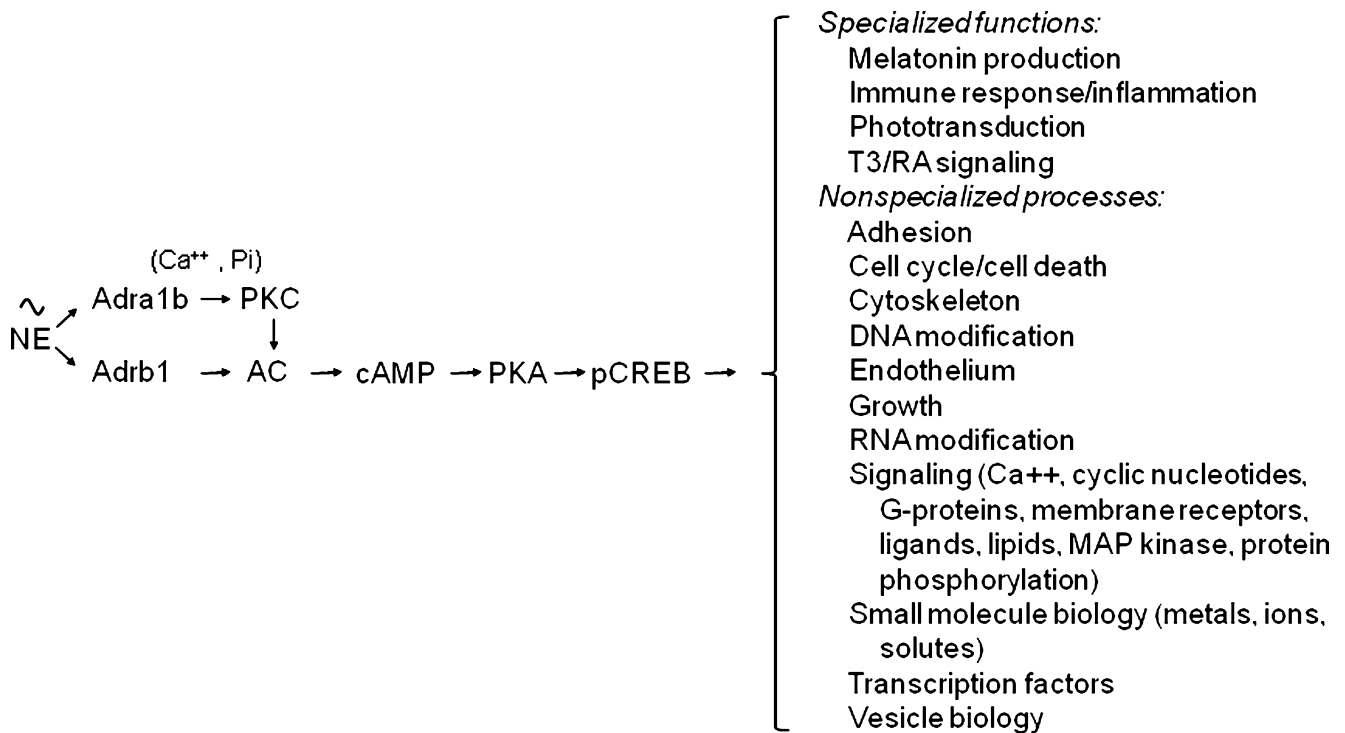 Specialized functions:
Melatonin production
Immune response/inflammation
Phototransduction
T3/RA signaling
Nonspecialized processes:
Adhesion
Cell cycle/cell death
Cytoskeleton
DNA modification
Endothelium
Growth
RNA modification
Signaling (Ca++, cyclic nucleotides,
G-proteins, membrane receptors,
ligands, lipids, MAP kinase, protein
phosphorylation)
Small molecule biology (metals, ions,
solutes)
Transcription factors
Vesicle biology
(Ca++ , Pi)
~
NE
Adra1b → PKC
↓
Adrb1 → AC → cAMP → PKA → pCREB →